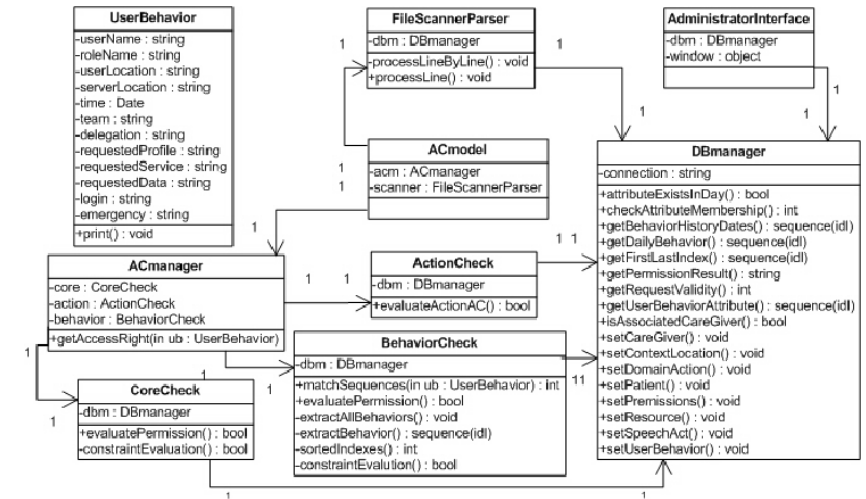 UserBehavior
-userName : string
-roleName : string
-userLocation : string
-serverLocation : string
-time : Date
-team : string
-delegation : string
-requestedProfile : string
-requestedService : string
-requestedData : string
-login : string
-emergency : string
+print() : void
FileScannerParser
-dbm : DBmanager
-processLineByLine() : void
+processLine() : void
AdministratorInterface
-dbm : DBmanager
-window : object
1
1
1
1
1
1
ACmodel
-acm : ACmanager
-scanner : FileScannerParser
1
1
1
DBmanager
-connection : string
+attributeExistsInDay() : bool
+checkAttributeMembership() : int
+getBehaviorHistoryDates() : sequence(idl)
+getDailyBehavior() : sequence(idl)
+getFirstLastIndex() : sequence(idl)
+getPermissionResult() : string
+getRequestValidity() : int
+getUserBehaviorAttribute() : sequence(idl)
+isAssociatedCareGiver() : bool
+setCareGiver() : void
+setContextLocation() : void
+setDomainAction() : void
+setPatient() : void
+setPremissions() : void
+setResource() : void
+setSpeechAct() : void
+setUserBehavior() : void
ACmanager
-core : CoreCheck
-action : ActionCheck
-behavior : BehaviorCheck
+getAccessRight(in ub : UserBehavior)
1
1
ActionCheck
-dbm : DBmanager
+evaluateActionAC() : bool
1
1
BehaviorCheck
-dbm : DBmanager
+matchSequences(in ub : UserBehavior) : int
+evaluatePermission() : bool
-extractAllBehaviors() : void
-extractBehavior() : sequence(idl)
-sortedIndexes() : int
-constraintEvalution() : bool
11
1
1
1
1
CoreCheck
-dbm : DBmanager
+evaluatePermission() : bool
-constraintEvaluation() : bool
1
1